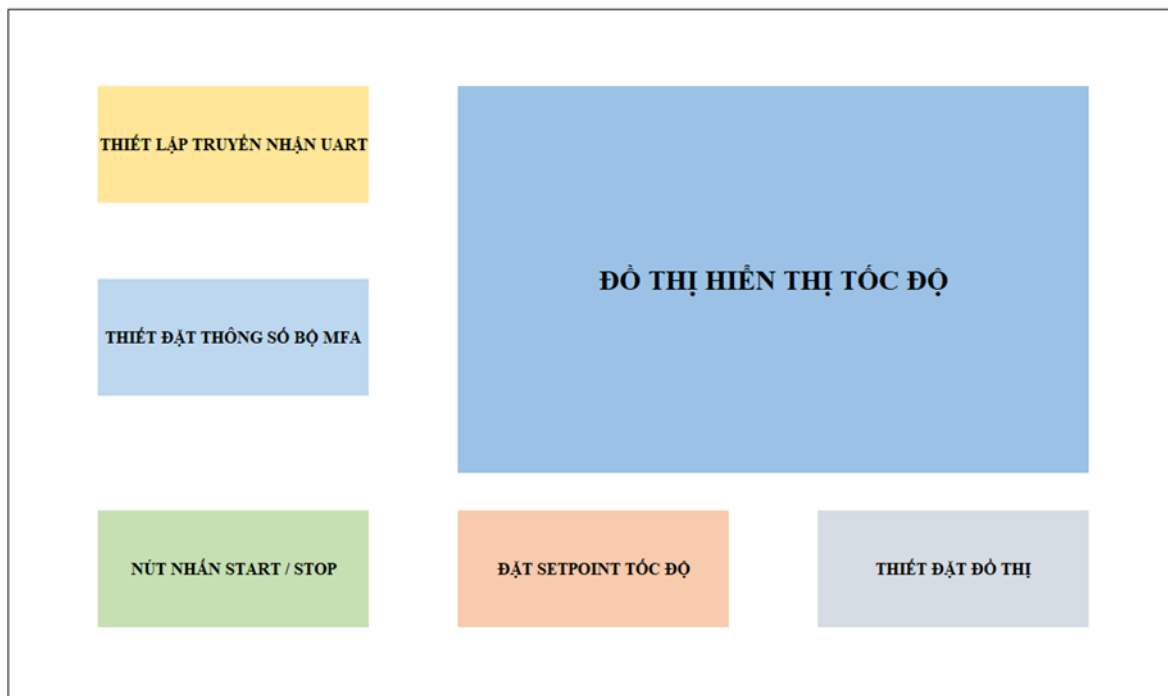 THIẾT LẬP TRUYỀN NHẬN UART
ĐỒ THỊ HIỂN THỊ TỐC ĐỘ
THIẾT ĐẶT THÔNG SỐ BỘ MFA
NÚT NHẤN START / STOP
ĐẶT SETPOINT TỐC ĐỘ
THIẾT ĐẶT ĐỒ THỊ